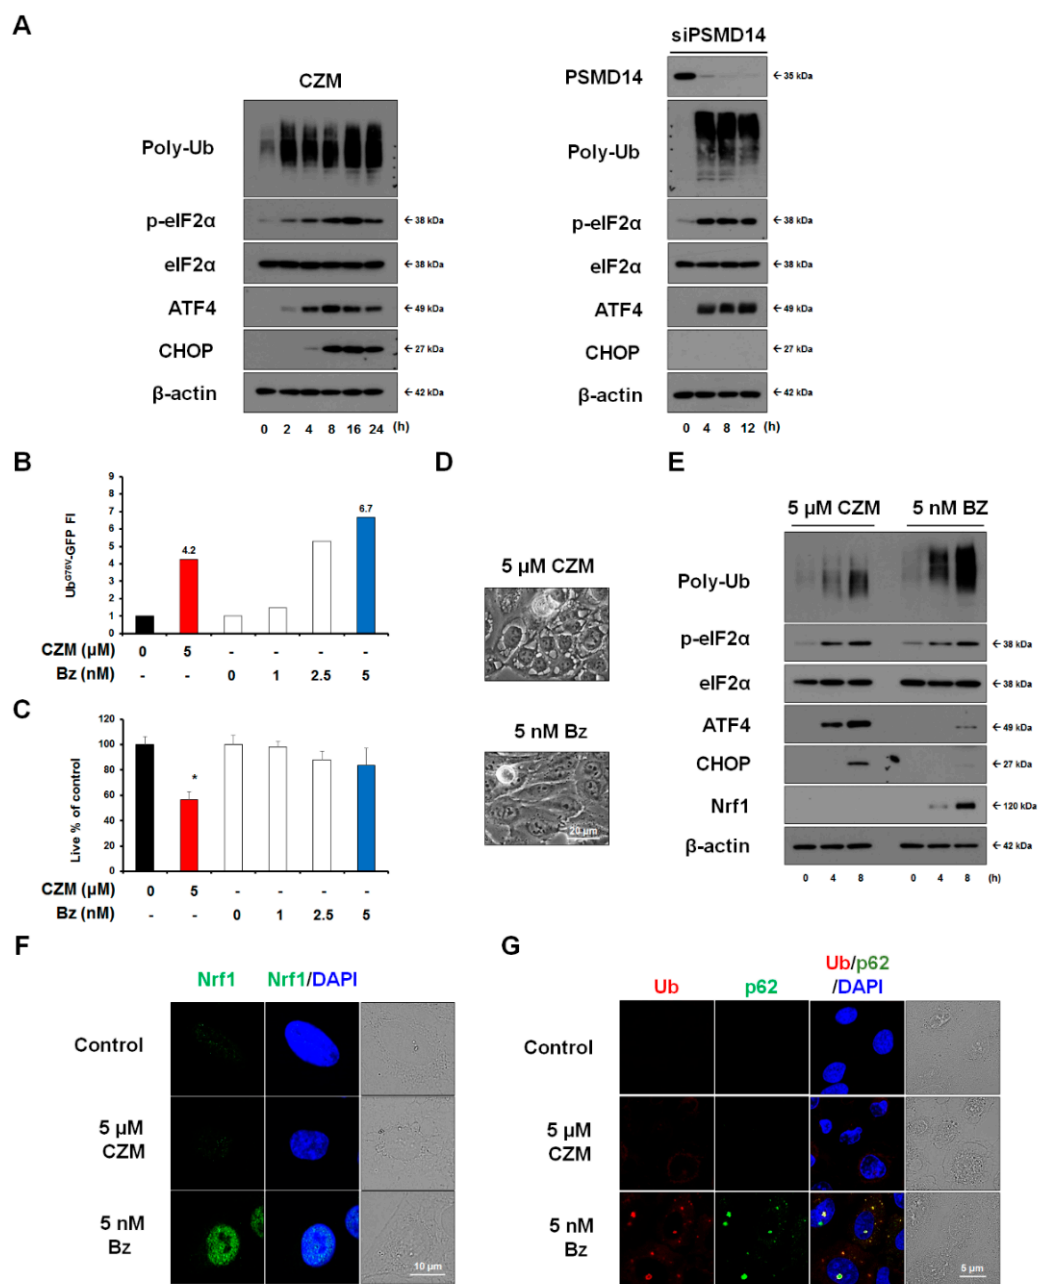 A
CZM
Poly-Ub
p-eIF2α
← 38 kDa
eIF2α
← 38 kDa
ATF4
← 49 kDa
CHOP
← 27 kDa
β-actin
← 42 kDa
0 2 4 8 16 24 (h)
siPSMD14
PSMD14
← 35 kDa
Poly-Ub
p-eIF2α
← 38 kDa
eIF2α
← 38 kDa
ATF4
← 49 kDa
CHOP
← 27 kDa
β-actin
← 42 kDa
0 4 8 12 (h)
B
Ub^G76V-GFP FI
9
8
7
6
5
4
3
2
1
0
4.2
6.7
CZM (μM) 0 5 - - - -
Bz (nM) - - 0 1 2.5 5
C
Live % of control
120
100
80
60
40
20
0
*
CZM (μM) 0 5 - - - -
Bz (nM) - - 0 1 2.5 5
D
5 μM CZM
5 nM Bz
20 μm
E
5 μM CZM 5 nM BZ
Poly-Ub
p-eIF2α
← 38 kDa
eIF2α
← 38 kDa
ATF4
← 49 kDa
CHOP
← 27 kDa
Nrf1
← 120 kDa
β-actin
← 42 kDa
0 4 8 0 4 8 (h)
F
Nrf1 Nrf1/DAPI
Control
5 μM
CZM
5 nM
Bz
10 μm
G
Ub p62 Ub/p62
/DAPI
Control
5 μM
CZM
5 nM
Bz
5 μm